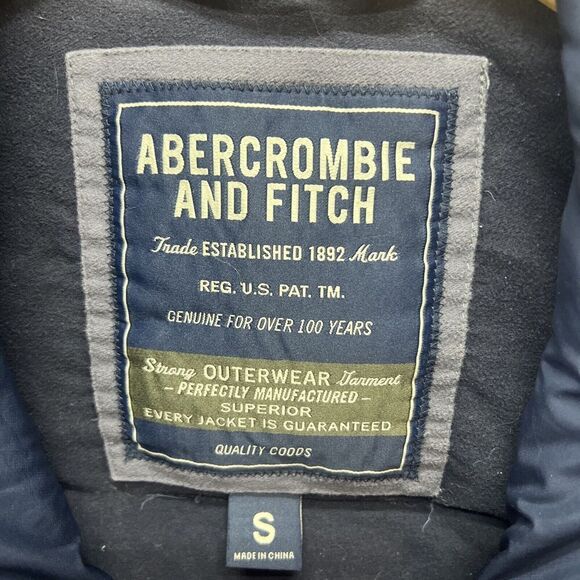 ABERCROMBIE
AND FITCH
Trade ESTABLISHED 1892 Mark
REG. U.S. PAT. TM.
GENUINE FOR OVER 100 YEARS
Strong OUTERWEAR Garment
- PERFECTLY MANUFACTURED -
SUPERIOR
EVERY JACKET IS GUARANTEED
QUALITY GOODS
S
MADE IN CHINA